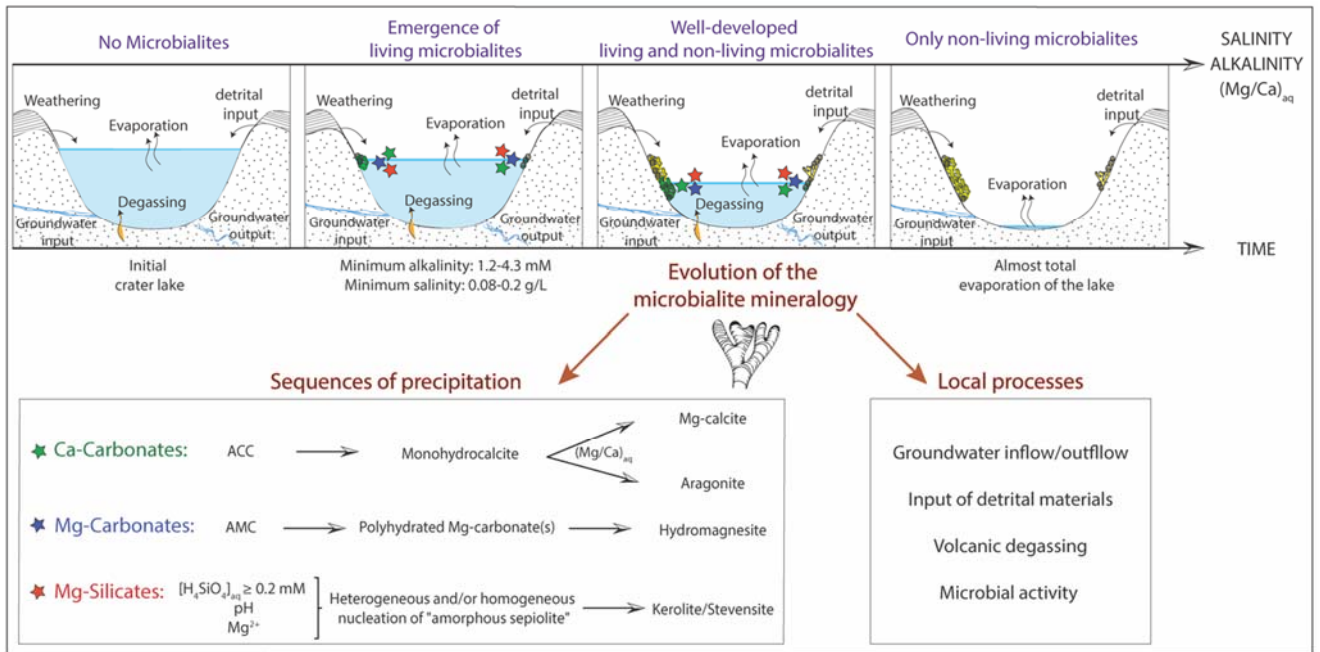 No Microbialites
Emergence of
living microbialites
Well-developed
living and non-living microbialites
Only non-living microbialites
SALINITY
ALKALINITY
(Mg/Ca)aq
Weathering
Evaporation
Degassing
Groundwater
input
Weathering
detrital
input
Evaporation
Degassing
Groundwater
input
Groundwater
output
Weathering
detrital
input
Evaporation
Degassing
Groundwater
input
Groundwater
output
Weathering
detrital
input
Evaporation
Groundwater
input
detrital
input
Groundwater
output
TIME
Initial
crater lake
Minimum alkalinity: 1.2-4.3 mM
Minimum salinity: 0.08-0.2 g/L
Evolution of the
microbialite mineralogy
Almost total
evaporation of the lake
Sequences of precipitation
Ca-Carbonates:
ACC
Monohydrocalcite
(Mg/Ca)aq
Mg-calcite
Aragonite
Mg-Carbonates:
AMC
Polyhydrated Mg-carbonate(s)
Hydromagnesite
Mg-Silicates:
[H4SiO4]aq ≥ 0.2 mM
pH
Mg2+
Heterogeneous and/or homogeneous
nucleation of "amorphous sepiolite"
Kerolite/Stevensite
Local processes
Groundwater inflow/outfllow
Input of detrital materials
Volcanic degassing
Microbial activity